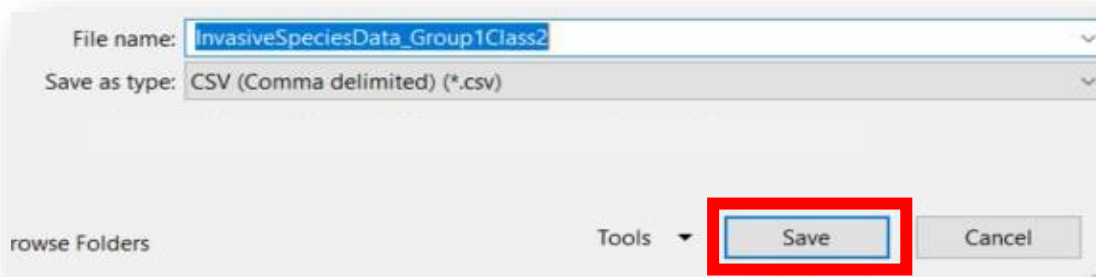 File name: InvasiveSpeciesData_Group1Class2
Save as type: CSV (Comma delimited) (*.csv)
rowse Folders Tools Save Cancel